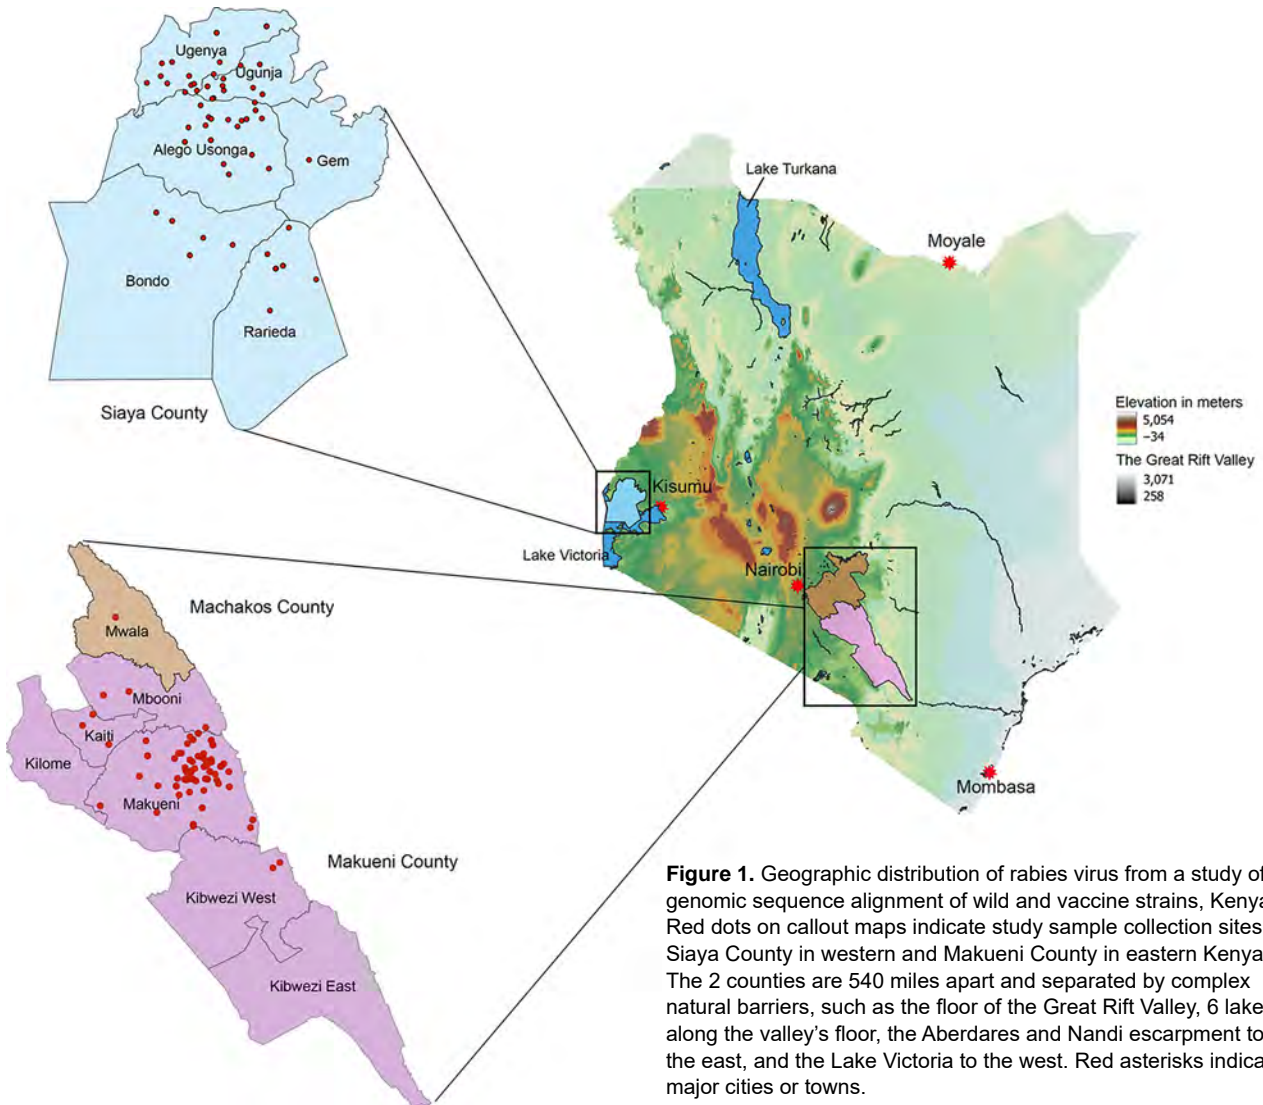 Ugenya
Ugunja
Alego Usonga
Gem
Bondo
Rarieda
Siaya County
Lake Turkana
Moyale
Elevation in meters
5,054
−34
The Great Rift Valley
3,071
258
Kisumu
Lake Victoria
Nairobi
Mombasa
Machakos County
Mwala
Mbooni
Kaiti
Kilome
Makueni
Makueni County
Kibwezi West
Kibwezi East
Figure 1. Geographic distribution of rabies virus from a study of
genomic sequence alignment of wild and vaccine strains, Kenya
Red dots on callout maps indicate study sample collection sites
Siaya County in western and Makueni County in eastern Kenya
The 2 counties are 540 miles apart and separated by complex
natural barriers, such as the floor of the Great Rift Valley, 6 lake
along the valley’s floor, the Aberdares and Nandi escarpment to
the east, and the Lake Victoria to the west. Red asterisks indica
major cities or towns.